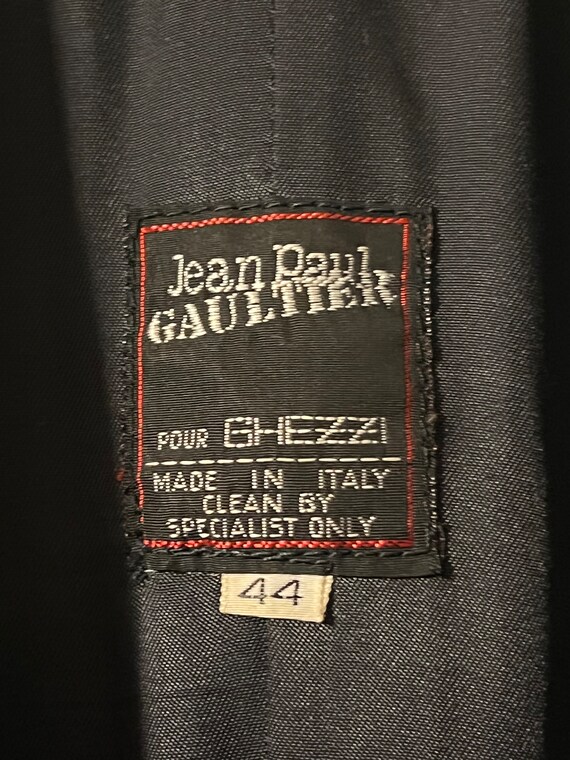 Jean Paul
GAULTIER
POUR GHEZZI
MADE IN ITALY
CLEAN BY
SPECIALIST ONLY
44